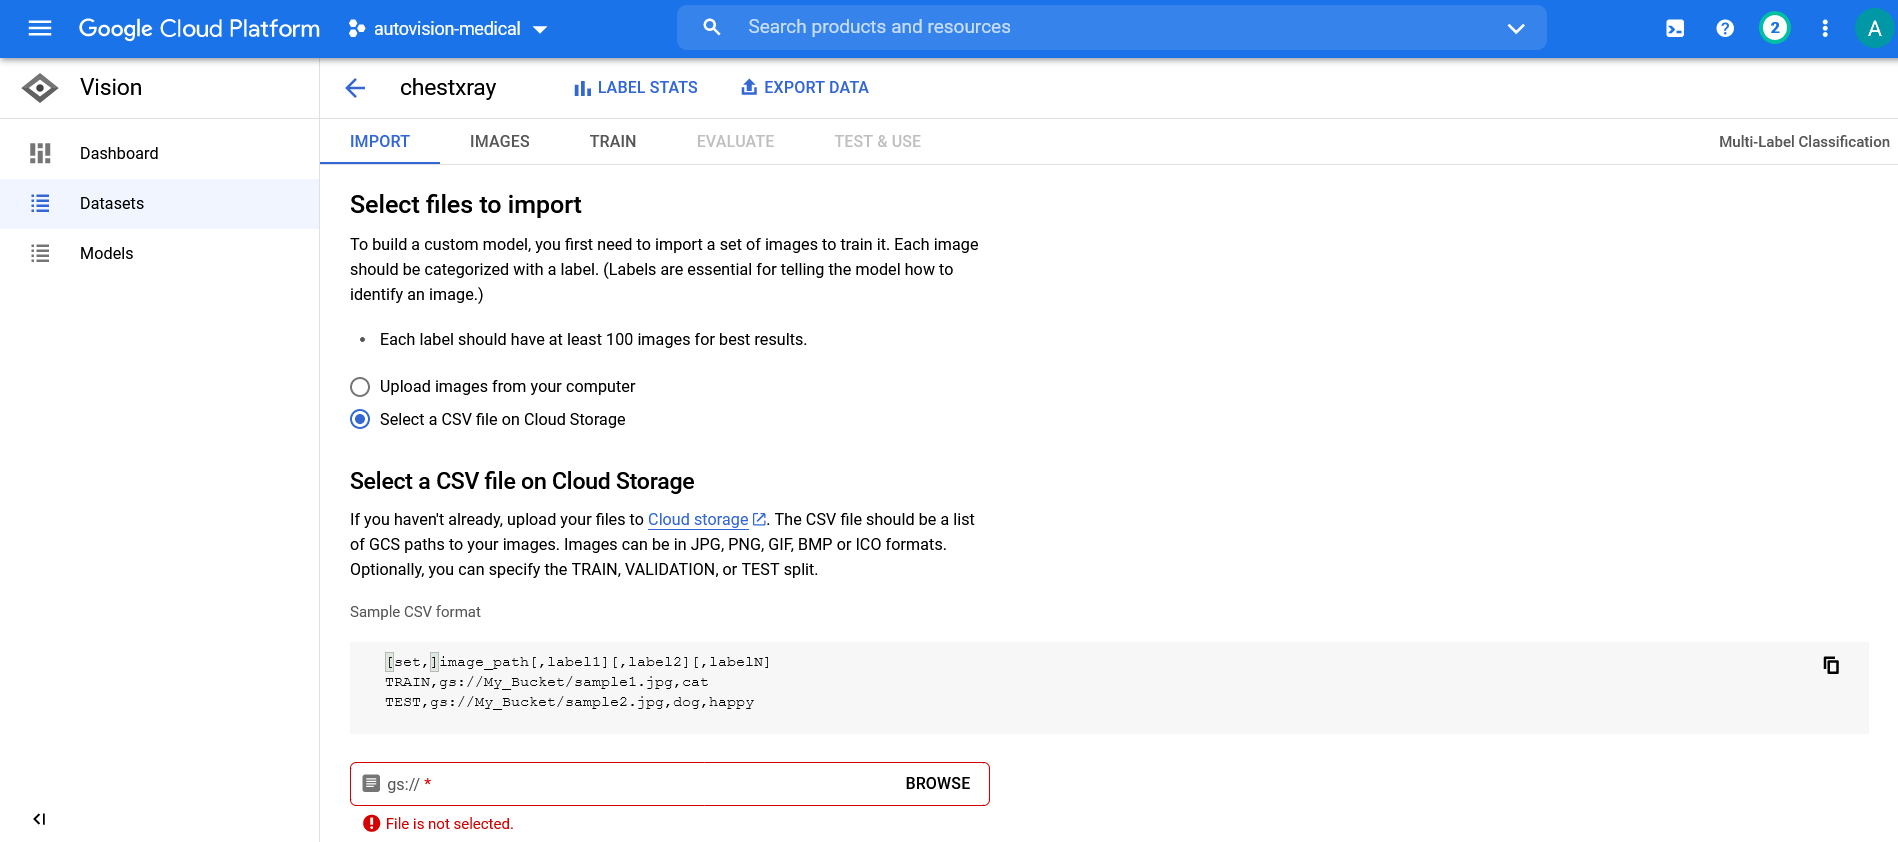 Google Cloud Platform
autovision-medical
Search products and resources
2
A
Vision
chestxray
LABEL STATS
EXPORT DATA
IMPORT
IMAGES
TRAIN
EVALUATE
TEST & USE
Multi-Label Classification
Dashboard
Datasets
Models
Select files to import
To build a custom model, you first need to import a set of images to train it. Each image
should be categorized with a label. (Labels are essential for telling the model how to
identify an image.)
• Each label should have at least 100 images for best results.
Upload images from your computer
Select a CSV file on Cloud Storage
Select a CSV file on Cloud Storage
If you haven't already, upload your files to Cloud storage. The CSV file should be a list
of GCS paths to your images. Images can be in JPG, PNG, GIF, BMP or ICO formats.
Optionally, you can specify the TRAIN, VALIDATION, or TEST split.
Sample CSV format
[set,]image_path[,label1][,label2][,labelN]
TRAIN,gs://My_Bucket/sample1.jpg,cat
TEST,gs://My_Bucket/sample2.jpg,dog,happy
gs:// *
BROWSE
File is not selected.